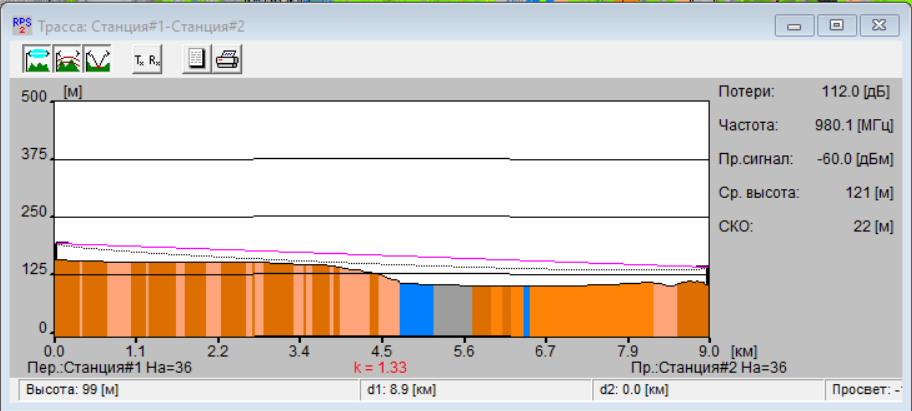 RPS 2 Трасса: Станция#1-Станция#2
Tx Rx
500 [м]
375
250
125
0
0.0 1.1 2.2 3.4 4.5 5.6 6.7 7.9 9.0 [км]
Пер.:Станция#1 На=36 k = 1.33 Пр.:Станция#2 На=36
Потери: 112.0 [дБ]
Частота: 980.1 [МГц]
Пр.сигнал: -60.0 [дБм]
Ср. высота: 121 [м]
СКО: 22 [м]
Высота: 99 [м] d1: 8.9 [км] d2: 0.0 [км] Просвет: